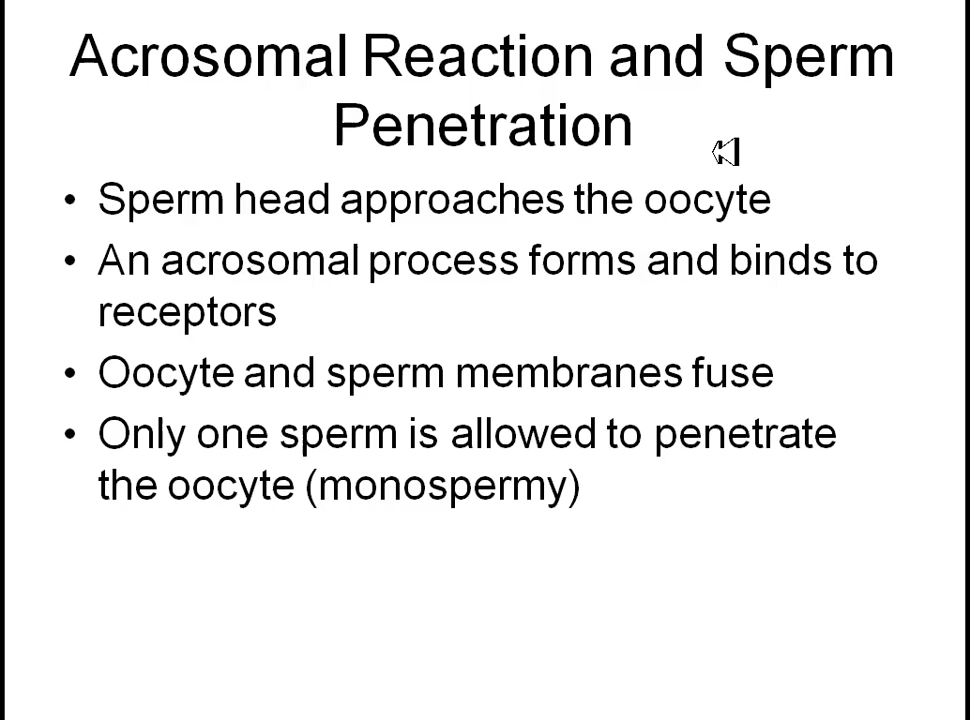 Acrosomal Reaction and Sperm
Penetration
• Sperm head approaches the oocyte
• An acrosomal process forms and binds to
receptors
• Oocyte and sperm membranes fuse
• Only one sperm is allowed to penetrate
the oocyte (monospermy)